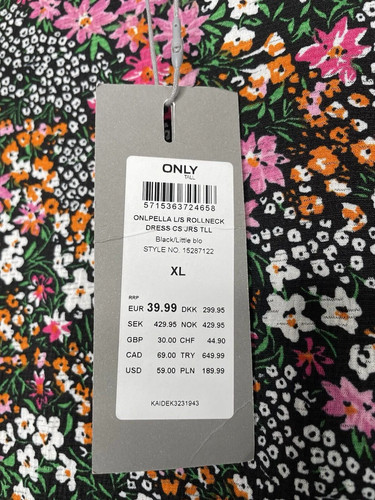 ONLY
TALL
5715363724658
ONLPELLA L/S ROLLNECK
DRESS CS JRS TLL
Black/Little blo
STYLE NO. 15287122
XL
RRP
EUR 39.99 DKK 299.95
SEK 429.95 NOK 429.95
GBP 30.00 CHF 44.90
CAD 69.00 TRY 649.99
USD 59.00 PLN 189.99
KAIDEK3231943